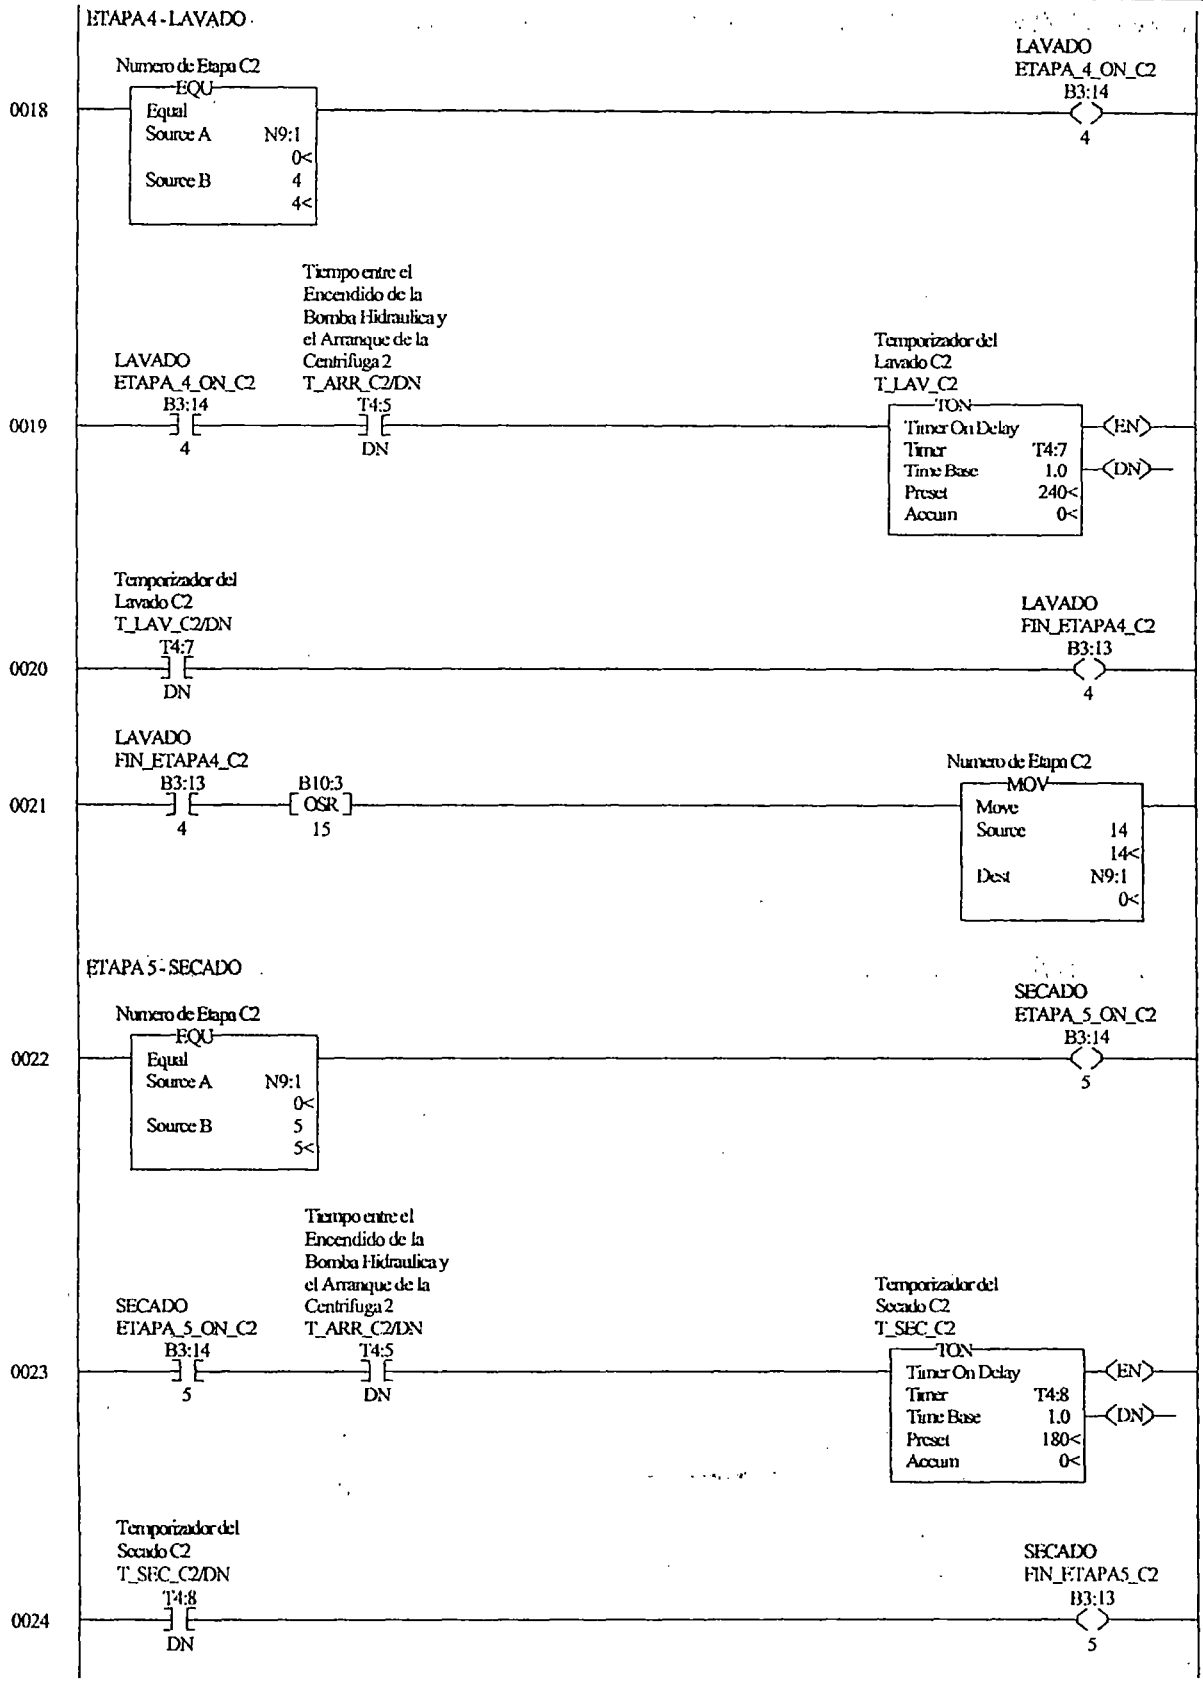 ETAPA 4 - LAVADO
LAVADO
ETAPA_4_ON_C2
B3:14
4
Numero de Etapa C2
EQU
0018
Equal
Source A N9:1
0<
Source B 4
4<
Tiempo entre el
Encendido de la
Bomba Hidraulica y
el Arranque de la
Centrifuga 2
T_ARR_C2/DN
T4:5
DN
LAVADO
ETAPA_4_ON_C2
B3:14
4
0019
Temporizador del
Lavado C2
T_LAV_C2
TON
Timer On Delay
Timer T4:7
Time Base 1.0
Preset 240<
Accum 0<
EN
DN
Temporizador del
Lavado C2
T_LAV_C2/DN
T4:7
DN
0020
LAVADO
FIN_ETAPA4_C2
B3:13
4
LAVADO
FIN_ETAPA4_C2
B3:13
4
0021
B10:3
OSR
15
Numero de Etapa C2
MOV
Move
Source 14
14<
Dest N9:1
0<
ETAPA 5 - SECADO
SECADO
ETAPA_5_ON_C2
B3:14
5
Numero de Etapa C2
EQU
0022
Equal
Source A N9:1
0<
Source B 5
5<
Tiempo entre el
Encendido de la
Bomba Hidraulica y
el Arranque de la
Centrifuga 2
T_ARR_C2/DN
T4:5
DN
SECADO
ETAPA_5_ON_C2
B3:14
5
0023
Temporizador del
Secado C2
T_SEC_C2
TON
Timer On Delay
Timer T4:8
Time Base 1.0
Preset 180<
Accum 0<
EN
DN
Temporizador del
Secado C2
T_SEC_C2/DN
T4:8
DN
0024
SECADO
FIN_ETAPA5_C2
B3:13
5